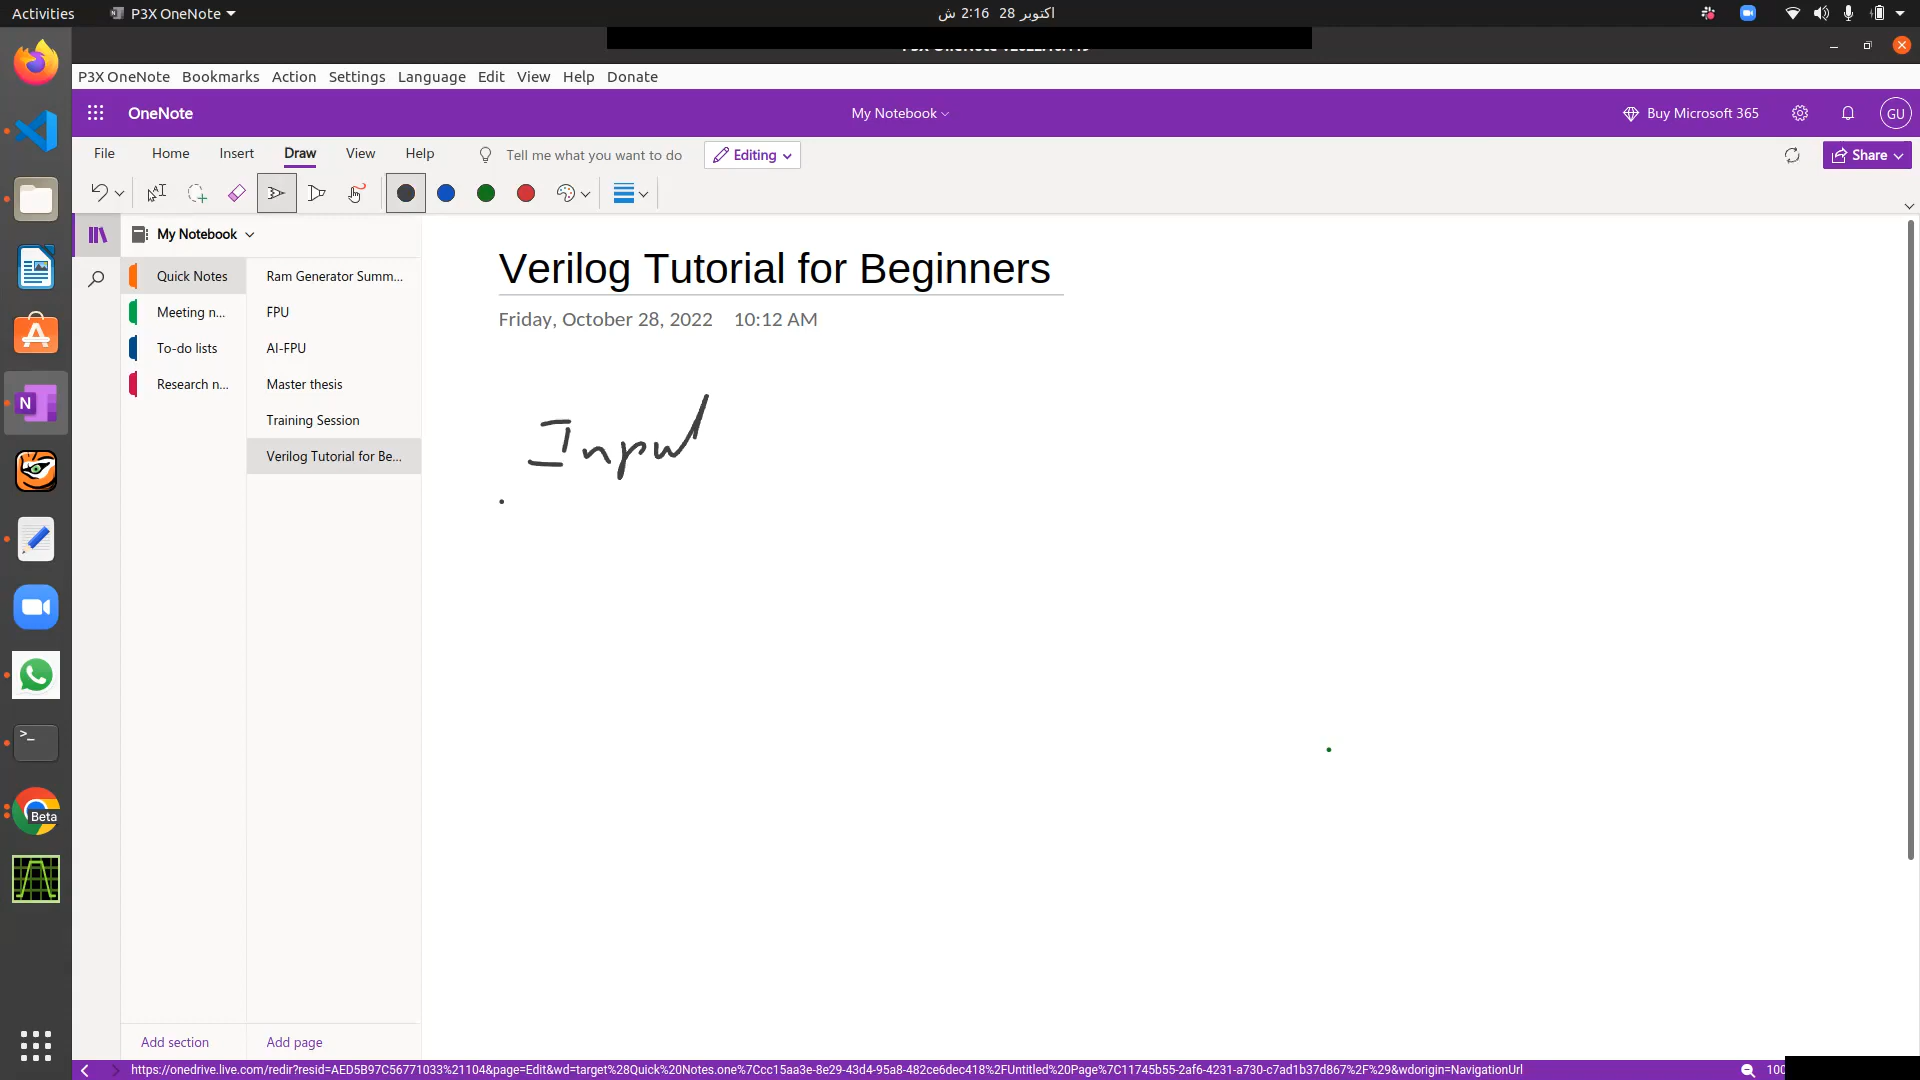 Activities P3X OneNote اکتوبر 28 2:16 ش
P3X OneNote Bookmarks Action Settings Language Edit View Help Donate
OneNote My Notebook Buy Microsoft 365 GU
File Home Insert Draw View Help Tell me what you want to do Editing Share
My Notebook
Quick Notes
Meeting n...
To-do lists
Research n...
Ram Generator Summ...
FPU
AI-FPU
Master thesis
Training Session
Verilog Tutorial for Be...
Verilog Tutorial for Beginners
Friday, October 28, 2022 10:12 AM
Input
Beta
Add section Add page
https://onedrive.live.com/redir?resid=AED5B97C56771033%21104&page=Edit&wd=target%28Quick%20Notes.one%7Ccc15aa3e-8e29-43d4-95a8-482ce6dec418%2FUntitled%20Page%7C11745b55-2af6-4231-a730-c7ad1b37d867%2F%29&wdorigin=NavigationUrl